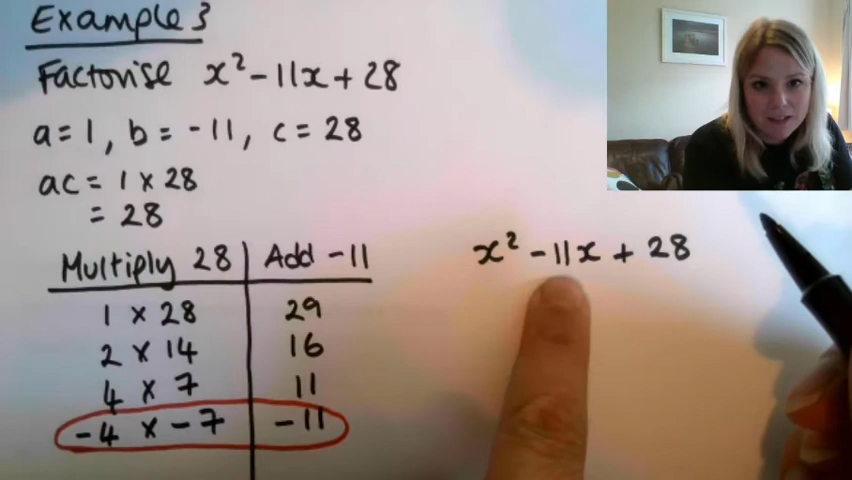 Example 3
Factorise x² - 11x + 28
a = 1, b = -11, c = 28
ac = 1 × 28
= 28
Multiply 28 | Add -11
1 × 28 | 29
2 × 14 | 16
4 × 7 | 11
-4 × -7 | -11
x² - 11x + 28